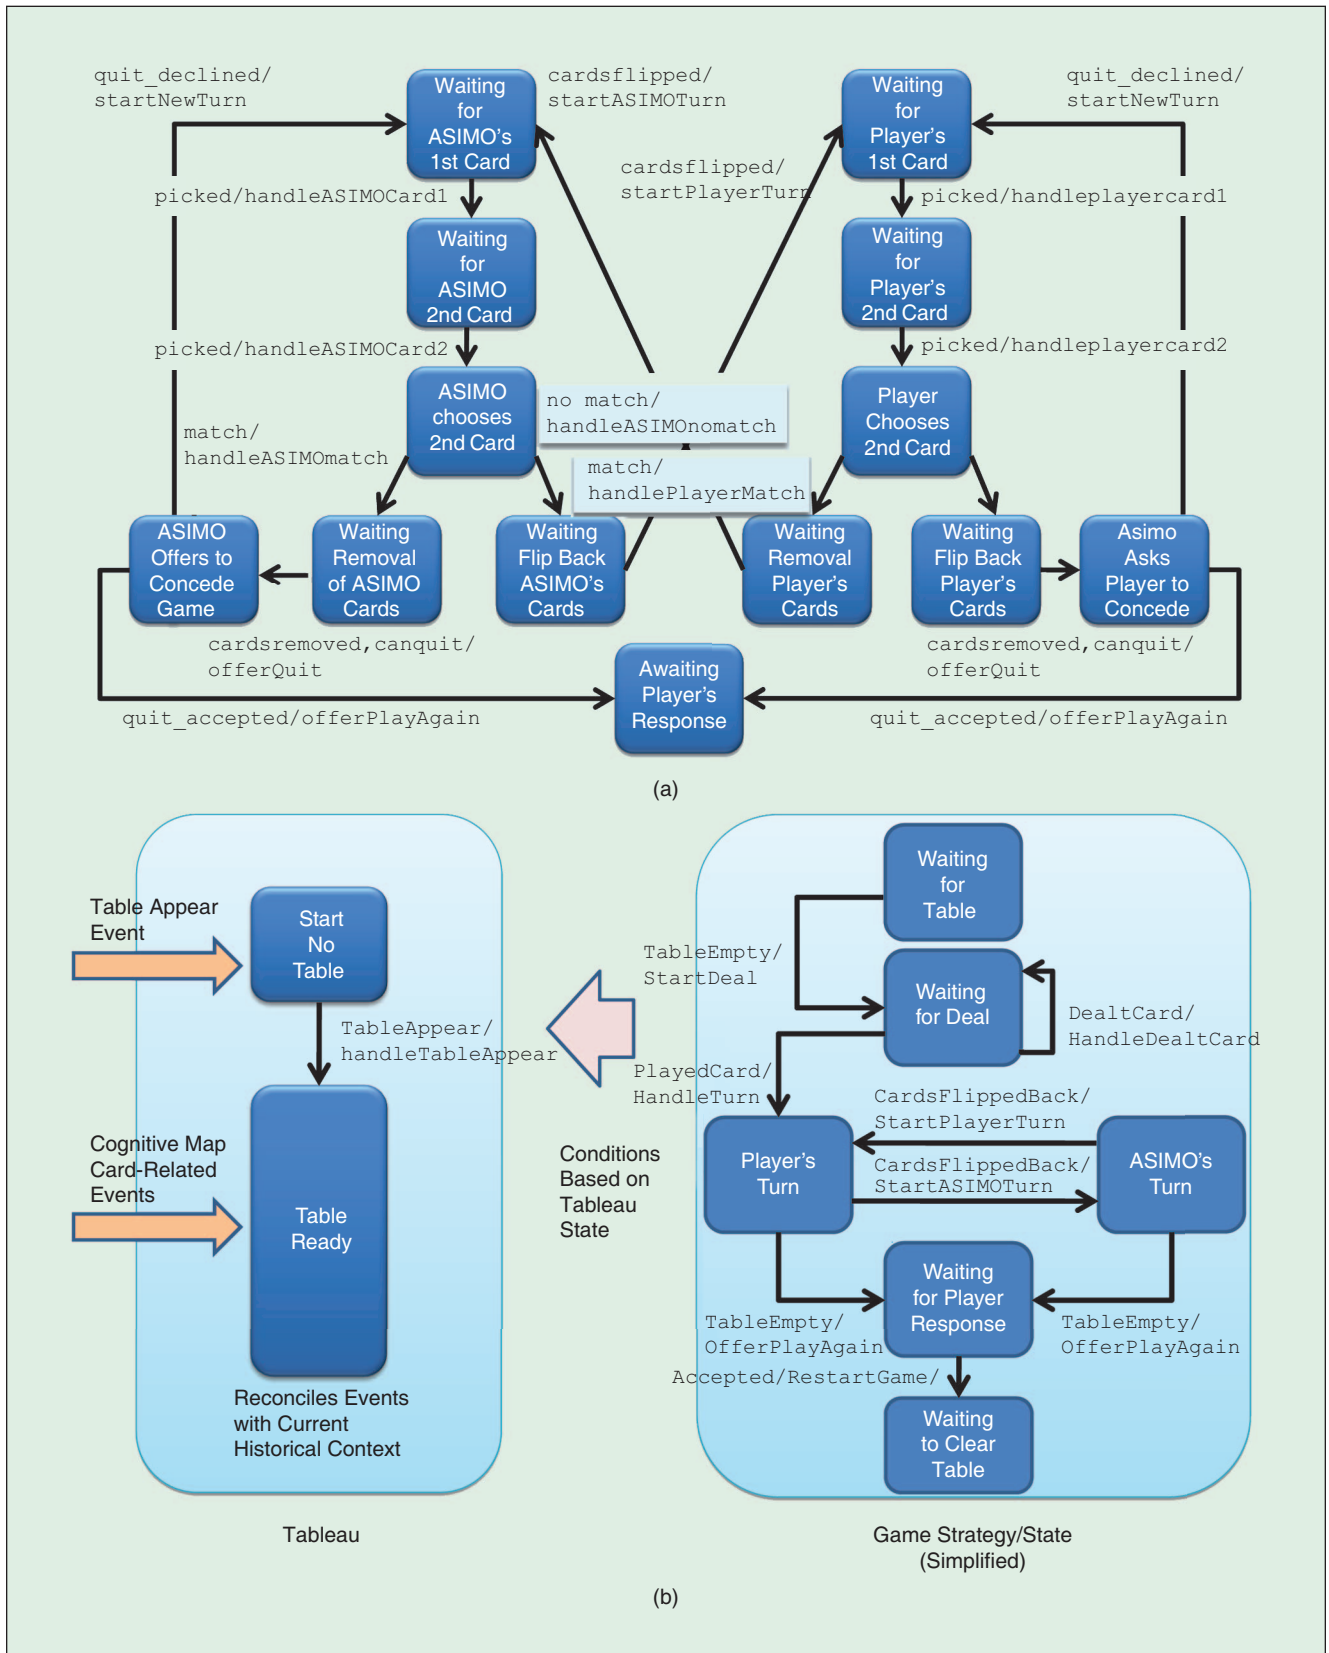 quit_declined/
startNewTurn
Waiting
for
ASIMO's
1st Card
cardsflipped/
startASIMOTurn
Waiting
for
Player's
1st Card
quit_declined/
startNewTurn
cardsflipped/
startPlayerTurn
picked/handleASIMOCard1
picked/handleplayercard1
Waiting
for
ASIMO
2nd Card
Waiting
for
Player's
2nd Card
picked/handleASIMOCard2
picked/handleplayercard2
ASIMO
chooses
2nd Card
no match/
handleASIMOnomatch
Player
Chooses
2nd Card
match/
handleASIMOmatch
match/
handlePlayerMatch
ASIMO
Offers to
Concede
Game
Waiting
Removal
of ASIMO
Cards
Waiting
Flip Back
ASIMO's
Cards
Waiting
Removal
Player's
Cards
Waiting
Flip Back
Player's
Cards
Asimo
Asks
Player to
Concede
cardsremoved,canquit/
offerQuit
cardsremoved,canquit/
offerQuit
Awaiting
Player's
Response
quit_accepted/offerPlayAgain
quit_accepted/offerPlayAgain
(a)
Table Appear
Event
Start
No
Table
TableAppear/
handleTableAppear
Cognitive Map
Card-Related
Events
Table
Ready
Reconciles Events
with Current
Historical Context
Tableau
Conditions
Based on
Tableau
State
Waiting
for
Table
TableEmpty/
StartDeal
Waiting
for Deal
DealtCard/
HandleDealtCard
PlayedCard/
HandleTurn
CardsFlippedBack/
StartPlayerTurn
Player's
Turn
CardsFlippedBack/
StartASIMOTurn
ASIMO's
Turn
Waiting
for Player
Response
TableEmpty/
OfferPlayAgain
TableEmpty/
OfferPlayAgain
Accepted/RestartGame/
Waiting
to Clear
Table
Game Strategy/State
(Simplified)
(b)